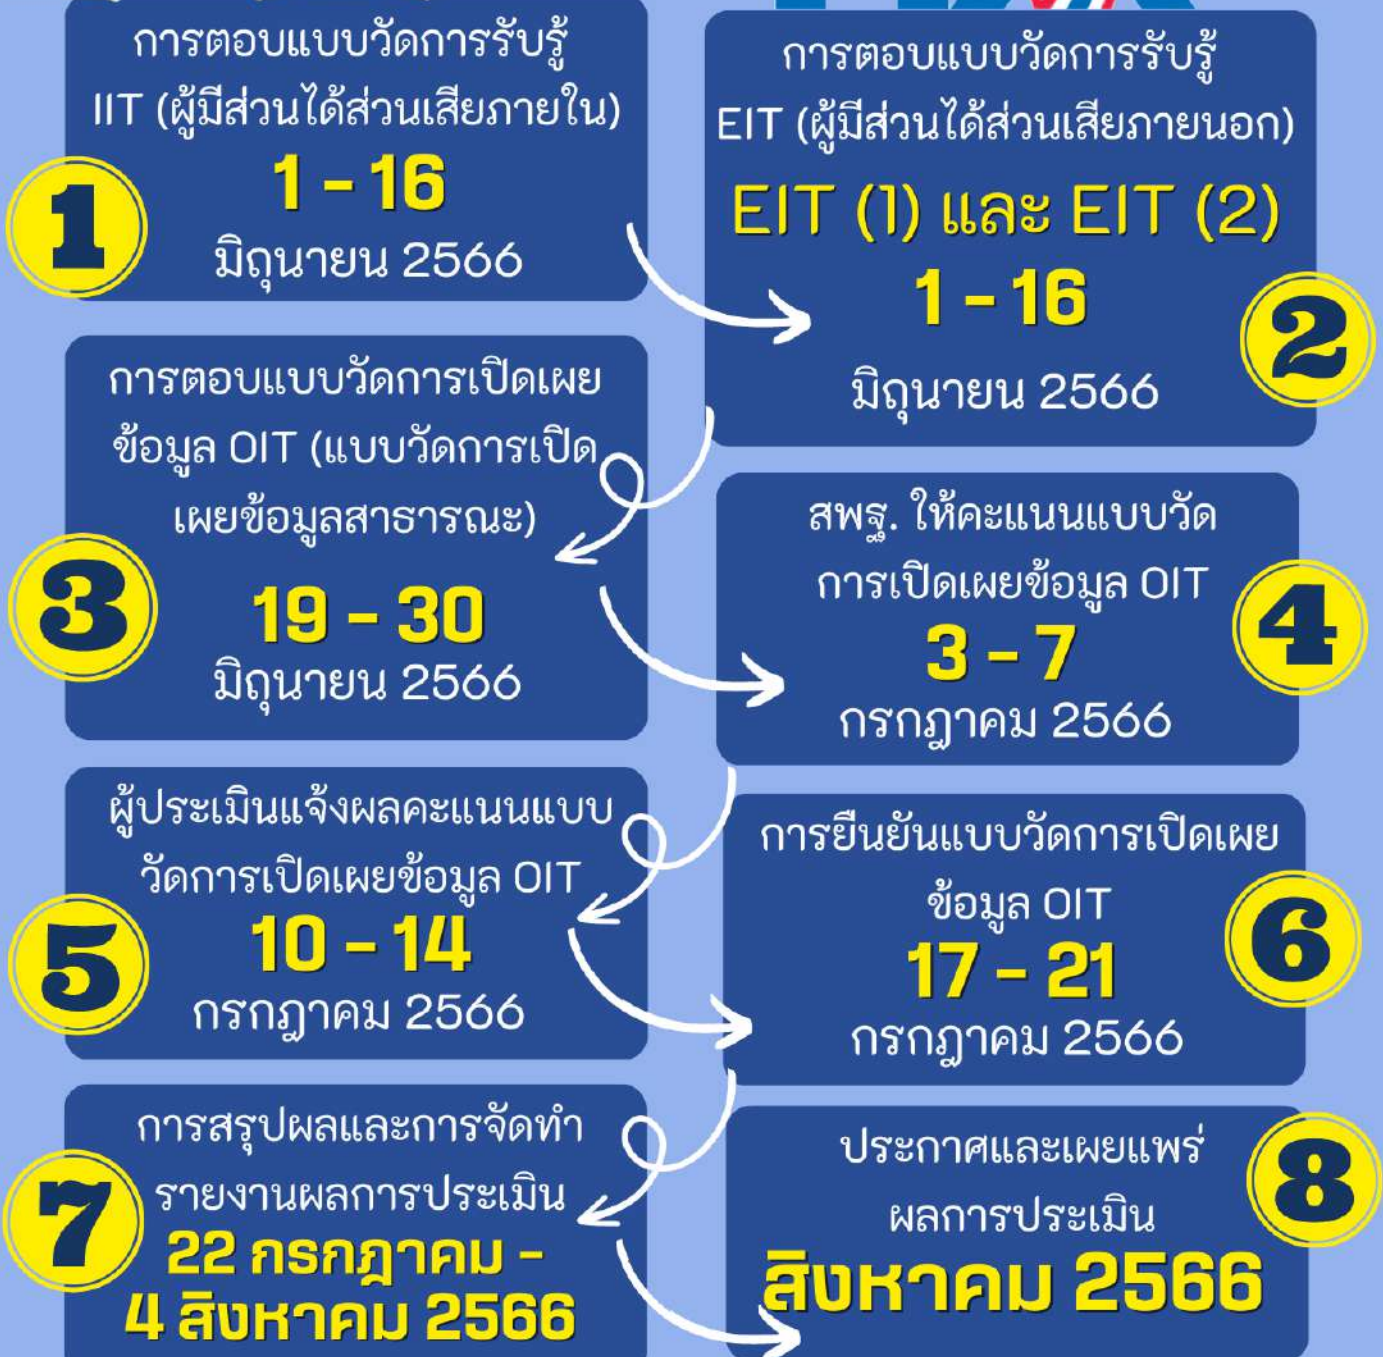 การตอบแบบวัดการรับรู้
IIT (ผู้มีส่วนได้ส่วนเสียภายใน)
1
1 - 16
มิถุนายน 2566
การตอบแบบวัดการรับรู้
EIT (ผู้มีส่วนได้ส่วนเสียภายนอก)
EIT (1) และ EIT (2)
1 - 16
2
มิถุนายน 2566
การตอบแบบวัดการเปิดเผย
ข้อมูล OIT (แบบวัดการเปิด
เผยข้อมูลสาธารณะ)
3
19 - 30
มิถุนายน 2566
สพฐ. ให้คะแนนแบบวัด
การเปิดเผยข้อมูล OIT
4
3 - 7
กรกฎาคม 2566
ผู้ประเมินแจ้งผลคะแนนแบบ
วัดการเปิดเผยข้อมูล OIT
5
10 - 14
กรกฎาคม 2566
การยืนยันแบบวัดการเปิดเผย
ข้อมูล OIT
6
17 - 21
กรกฎาคม 2566
การสรุปผลและการจัดทำ
รายงานผลการประเมิน
7
22 กรกฎาคม -
4 สิงหาคม 2566
ประกาศและเผยแพร่
8
ผลการประเมิน
สิงหาคม 2566